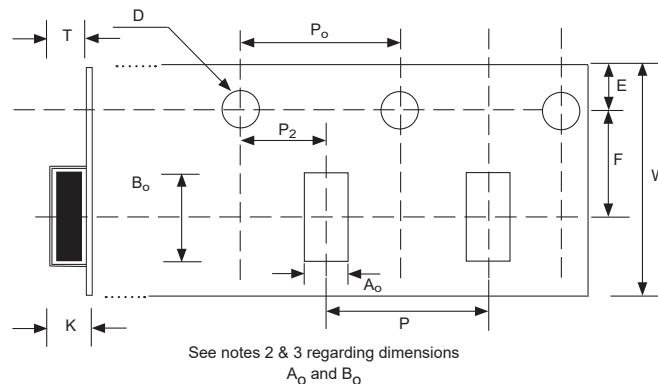 T
D
Pₒ
E
P₂
F
W
Bₒ
Aₒ
K
P
See notes 2 & 3 regarding dimensions
Aₒ and Bₒ